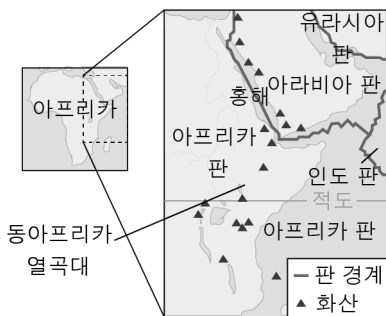 아프리카
유라시아
판
아라비아 판
홍해
아프리카
판
인도 판
적도
아프리카 판
동아프리카
열곡대
판 경계
화산